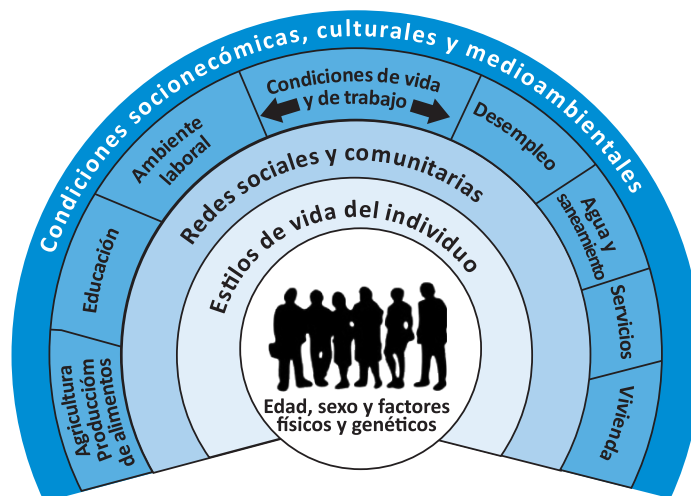 Condiciones socionecómicas, culturales y medioambientales
Condiciones de vida
y de trabajo
Agricultura
Produccióm
de alimentos
Educación
Ambiente
laboral
Desempleo
Agua y
saneamiento
Servicios
Vivienda
Redes sociales y comunitarias
Estilos de vida del individuo
Edad, sexo y factores
físicos y genéticos